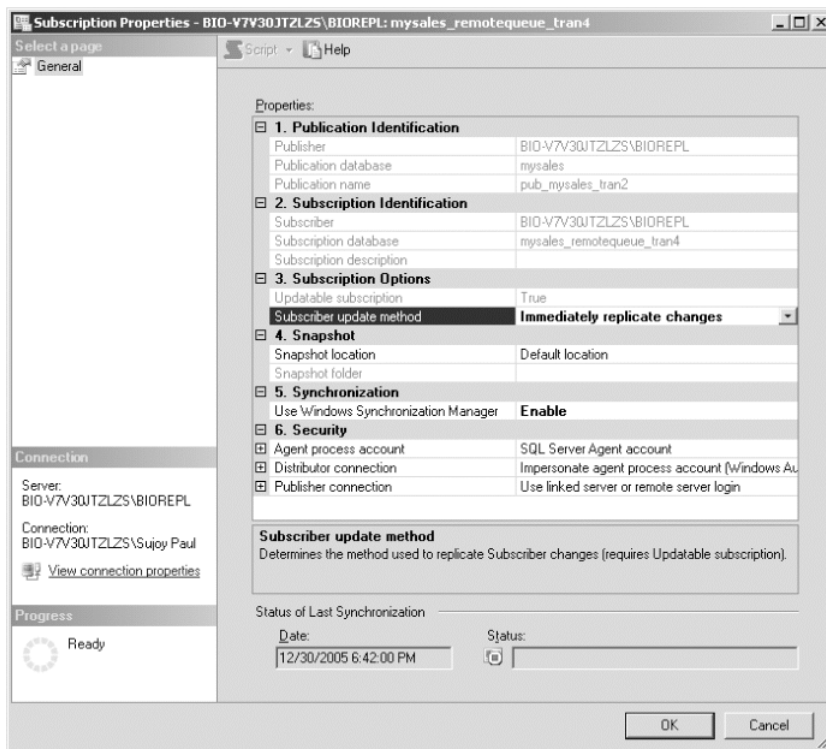 Subscription Properties - BIO-V7V30JTZLZS\BIOREPL: mysales_remotequeue_tran4
Select a page
General
Script
Help
Properties:
1. Publication Identification
Publisher BIO-V7V30JTZLZS\BIOREPL
Publication database mysales
Publication name pub_mysales_tran2
2. Subscription Identification
Subscriber BIO-V7V30JTZLZS\BIOREPL
Subscription database mysales_remotequeue_tran4
Subscription description
3. Subscription Options
Updatable subscription True
Subscriber update method Immediately replicate changes
4. Snapshot
Snapshot location Default location
Snapshot folder
5. Synchronization
Use Windows Synchronization Manager Enable
6. Security
Agent process account SQL Server Agent account
Distributor connection Impersonate agent process account (Windows Au
Publisher connection Use linked server or remote server login
Connection
Server:
BIO-V7V30JTZLZS\BIOREPL
Connection:
BIO-V7V30JTZLZS\Sujoy Paul
View connection properties
Subscriber update method
Determines the method used to replicate Subscriber changes (requires Updatable subscription).
Progress
Ready
Status of Last Synchronization
Date:
12/30/2005 6:42:00 PM
Status:
OK
Cancel